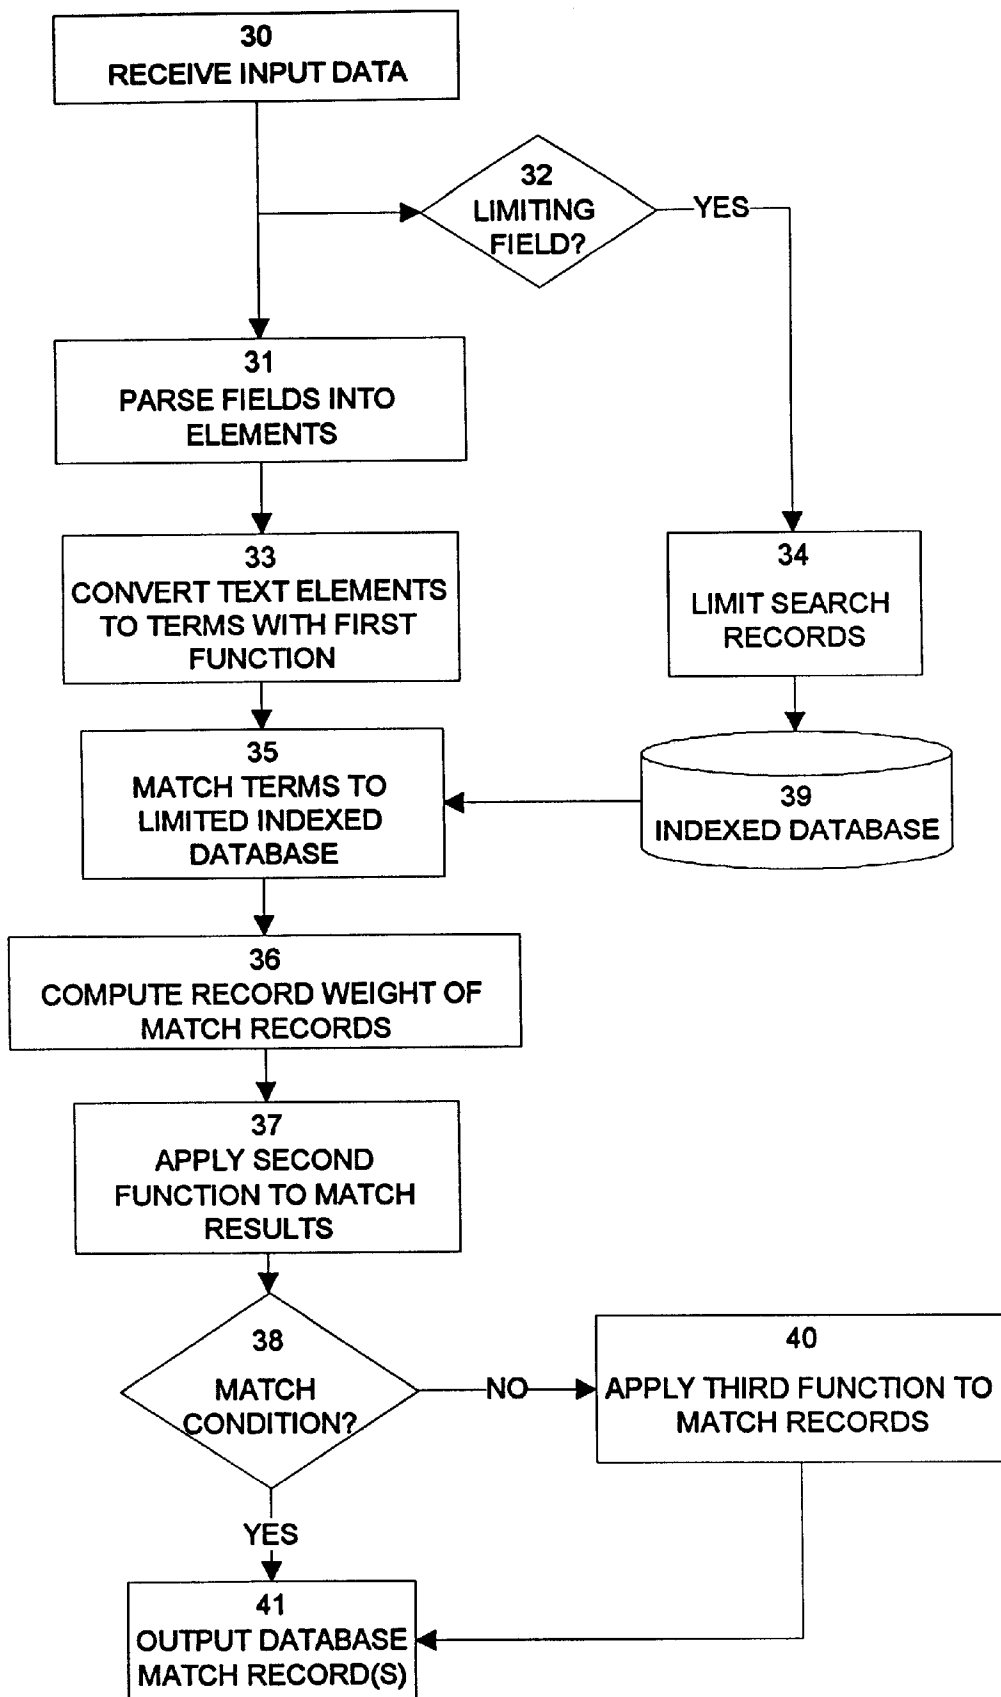 30
RECEIVE INPUT DATA
32
LIMITING
FIELD?
YES
31
PARSE FIELDS INTO
ELEMENTS
33
CONVERT TEXT ELEMENTS
TO TERMS WITH FIRST
FUNCTION
34
LIMIT SEARCH
RECORDS
35
MATCH TERMS TO
LIMITED INDEXED
DATABASE
39
INDEXED DATABASE
36
COMPUTE RECORD WEIGHT OF
MATCH RECORDS
37
APPLY SECOND
FUNCTION TO MATCH
RESULTS
38
MATCH
CONDITION?
NO
40
APPLY THIRD FUNCTION TO
MATCH RECORDS
YES
41
OUTPUT DATABASE
MATCH RECORD(S)